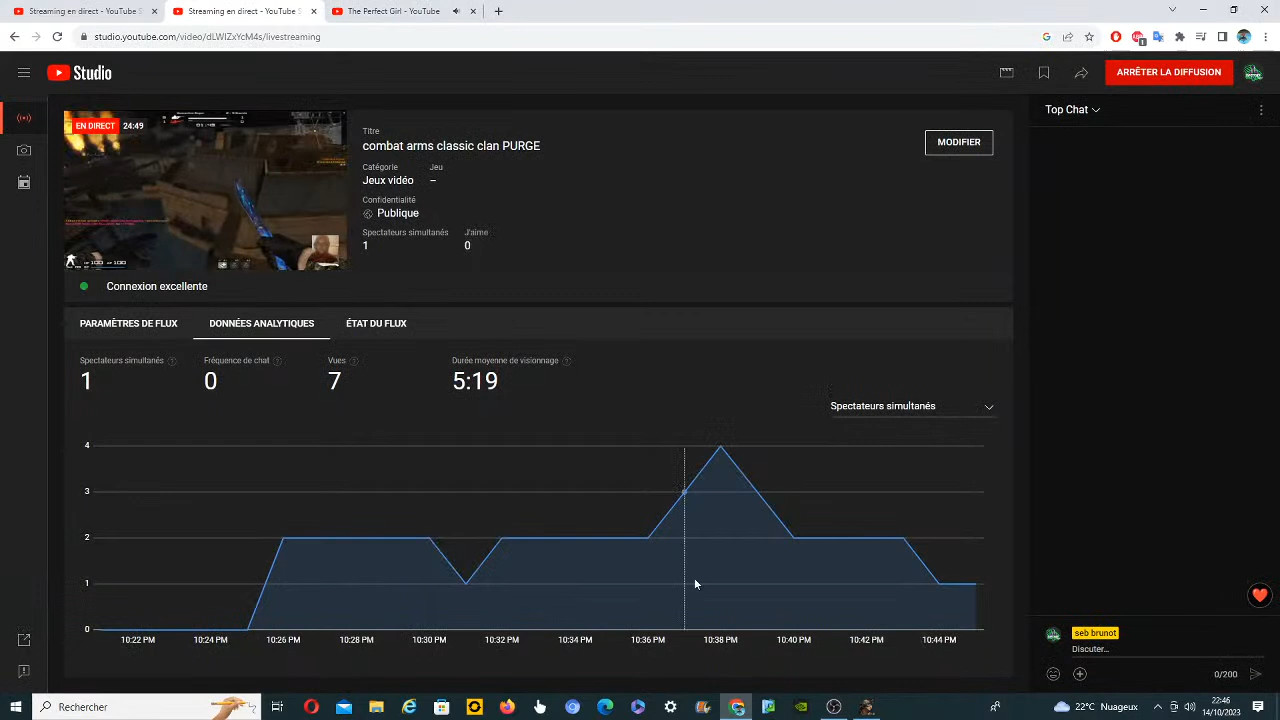 Streaming en direct - YouTube S
Streaming en direct - YouTube S
The Perfect Girl - YouTube
studio.youtube.com/video/dLWIZxYcM4s/livestreaming
1
Studio
ARRÊTER LA DIFFUSION
EN DIRECT 24:49
Titre
combat arms classic clan PURGE
MODIFIER
Catégorie Jeu
Jeux vidéo –
Confidentialité
Publique
Spectateurs simultanés J'aime
1 0
Connexion excellente
PARAMÈTRES DE FLUX DONNÉES ANALYTIQUES ÉTAT DU FLUX
Spectateurs simultanés Fréquence de chat Vues Durée moyenne de visionnage
1 0 7 5:19
Spectateurs simultanés
4
3
2
1
0
10:22 PM 10:24 PM 10:26 PM 10:28 PM 10:30 PM 10:32 PM 10:34 PM 10:36 PM 10:38 PM 10:40 PM 10:42 PM 10:44 PM
Top Chat
seb brunot
Discuter...
0/200
Rechercher
22°C Nuageux
22:46
14/10/2023